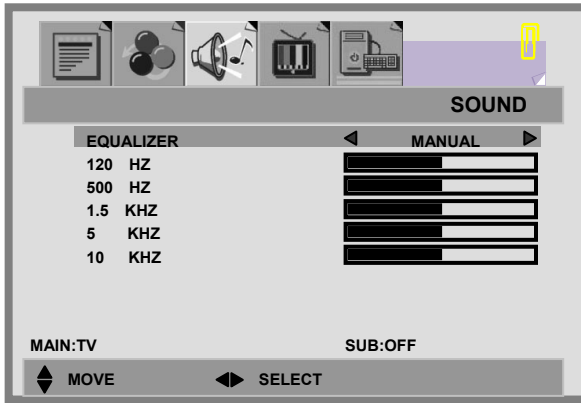 SOUND
EQUALIZER MANUAL
120 HZ
500 HZ
1.5 KHZ
5 KHZ
10 KHZ
MAIN:TV SUB:OFF
MOVE SELECT